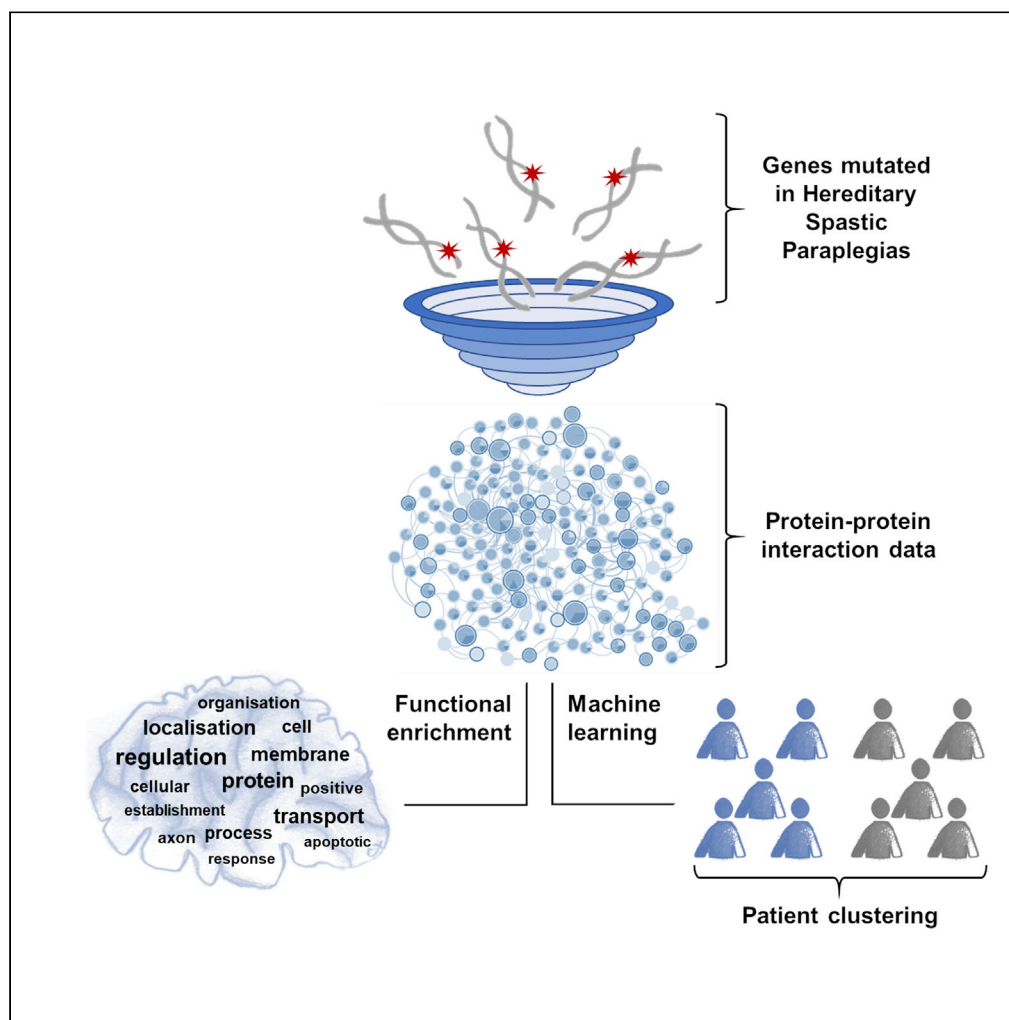 Genes mutated
in Hereditary
Spastic
Paraplegias
Protein-protein
interaction data
Functional
enrichment
Machine
learning
organisation
localisation cell
regulation membrane
protein
cellular positive
establishment transport
axon process apoptotic
response
Patient clustering